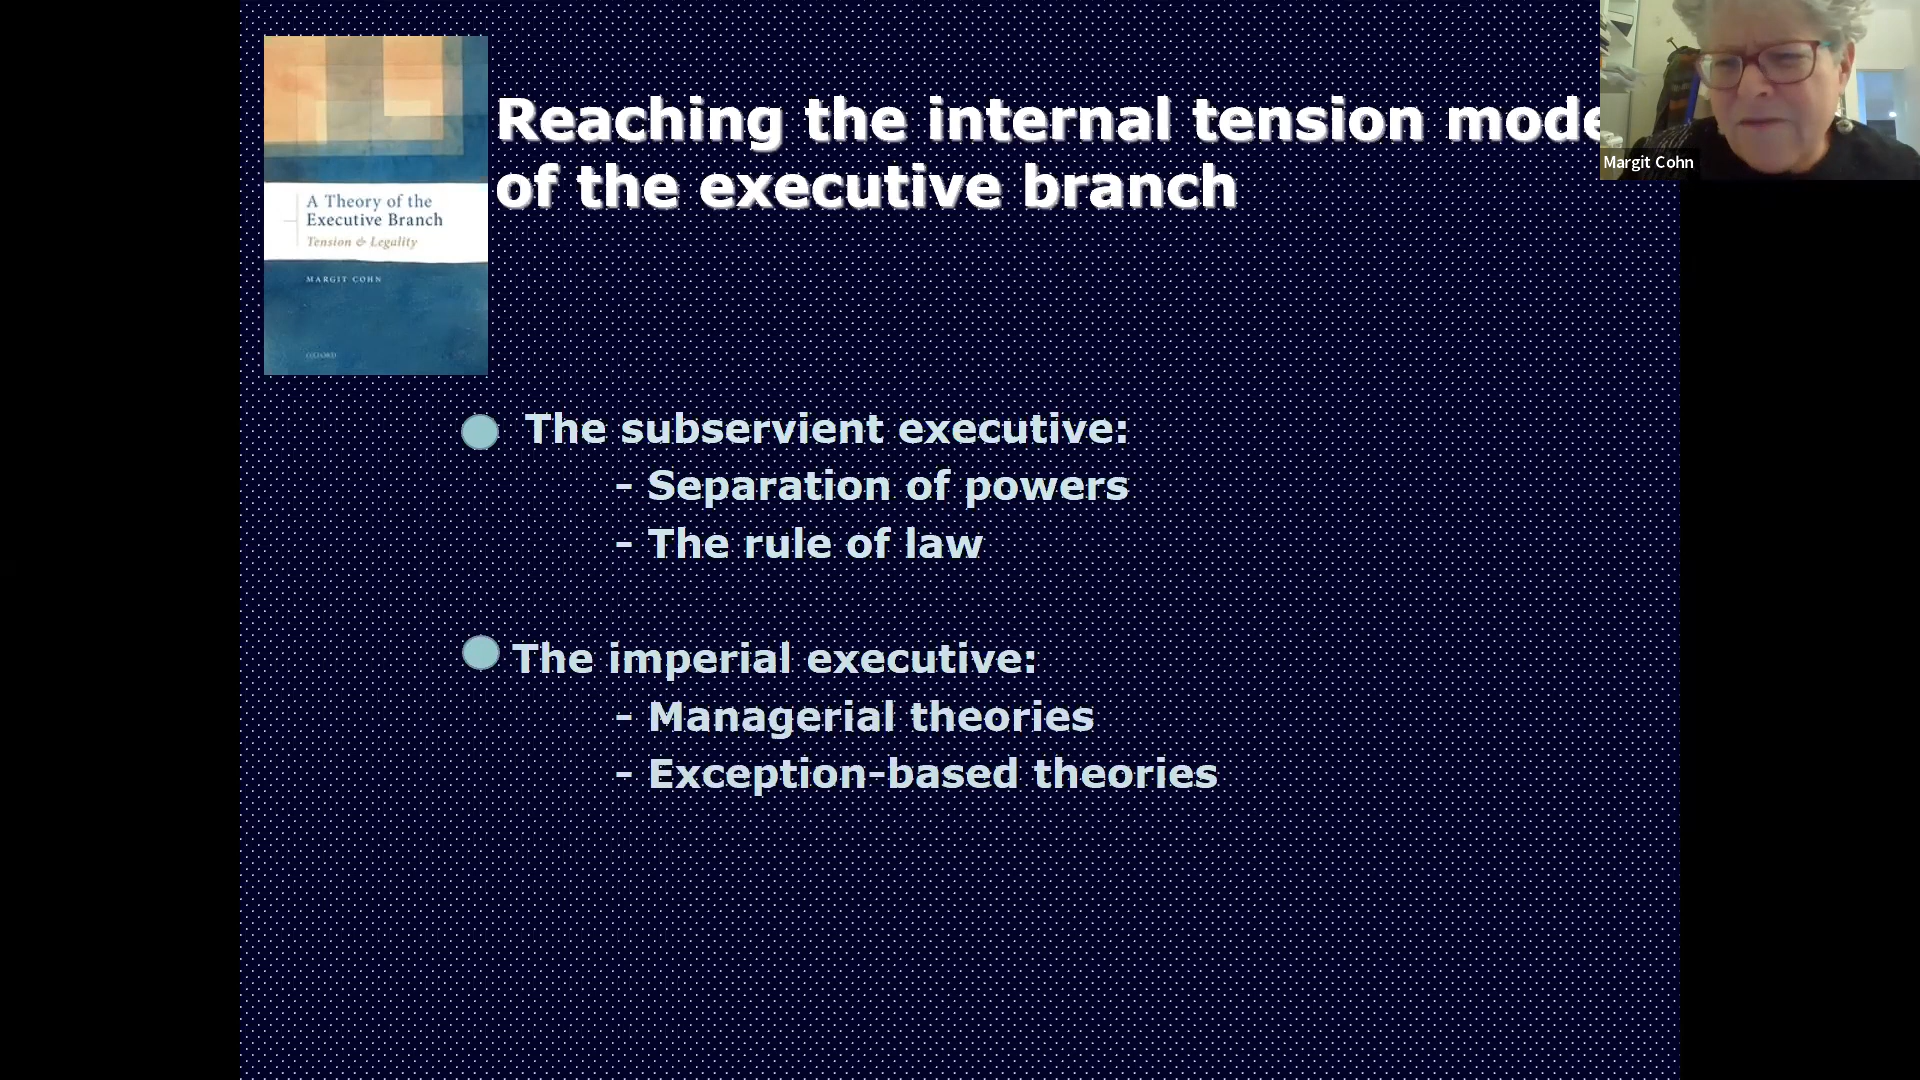 Reaching the internal tension mode
of the executive branch
A Theory of the
Executive Branch
Tension & Legality
MARGIT COHN
OXFORD
Margit Cohn
The subservient executive:
- Separation of powers
- The rule of law
The imperial executive:
- Managerial theories
- Exception-based theories